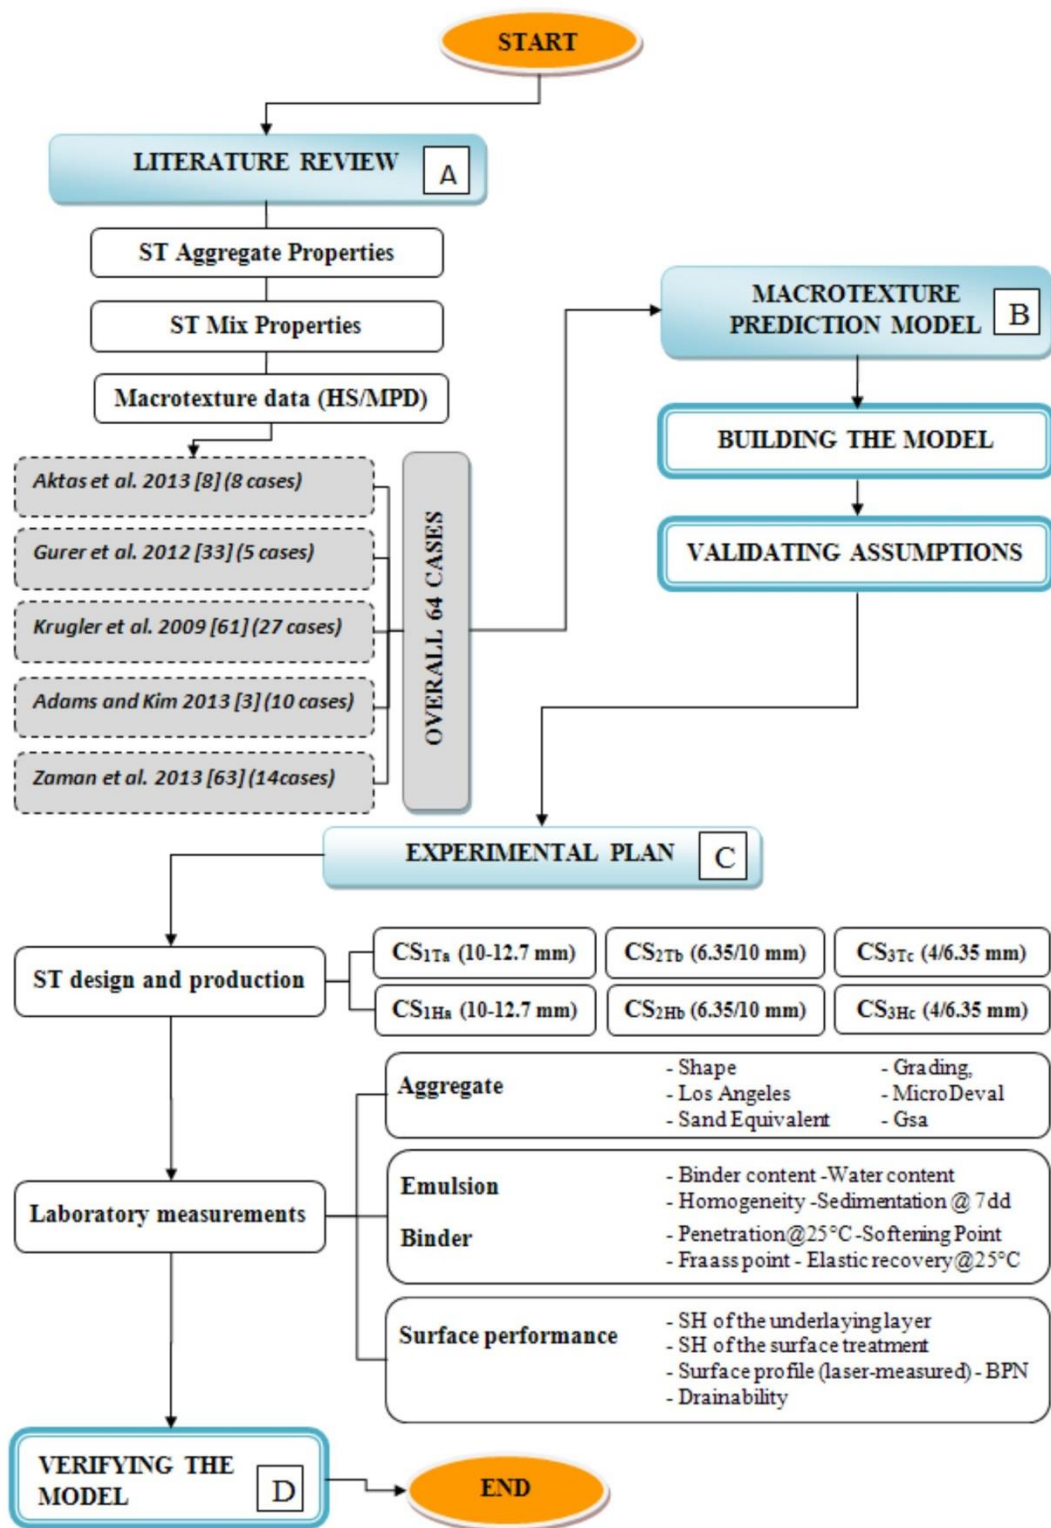 START
LITERATURE REVIEW
A
ST Aggregate Properties
ST Mix Properties
Macrotexture data (HS/MPD)
Aktas et al. 2013 [8] (8 cases)
Gurer et al. 2012 [33] (5 cases)
Krugler et al. 2009 [61] (27 cases)
Adams and Kim 2013 [3] (10 cases)
Zaman et al. 2013 [63] (14cases)
OVERALL 64 CASES
MACROTEXTURE
PREDICTION MODEL
B
BUILDING THE MODEL
VALIDATING ASSUMPTIONS
EXPERIMENTAL PLAN
C
ST design and production
CS1Ta (10-12.7 mm)
CS2Tb (6.35/10 mm)
CS3Tc (4/6.35 mm)
CS1Ha (10-12.7 mm)
CS2Hb (6.35/10 mm)
CS3Hc (4/6.35 mm)
Laboratory measurements
Aggregate
- Shape
- Los Angeles
- Sand Equivalent
- Grading,
- MicroDeval
- Gsa
Emulsion
- Binder content -Water content
- Homogeneity -Sedimentation @ 7dd
Binder
- Penetration@25°C -Softening Point
- Fraass point - Elastic recovery@25°C
Surface performance
- SH of the underlaying layer
- SH of the surface treatment
- Surface profile (laser-measured) - BPN
- Drainability
VERIFYING THE
MODEL
D
END